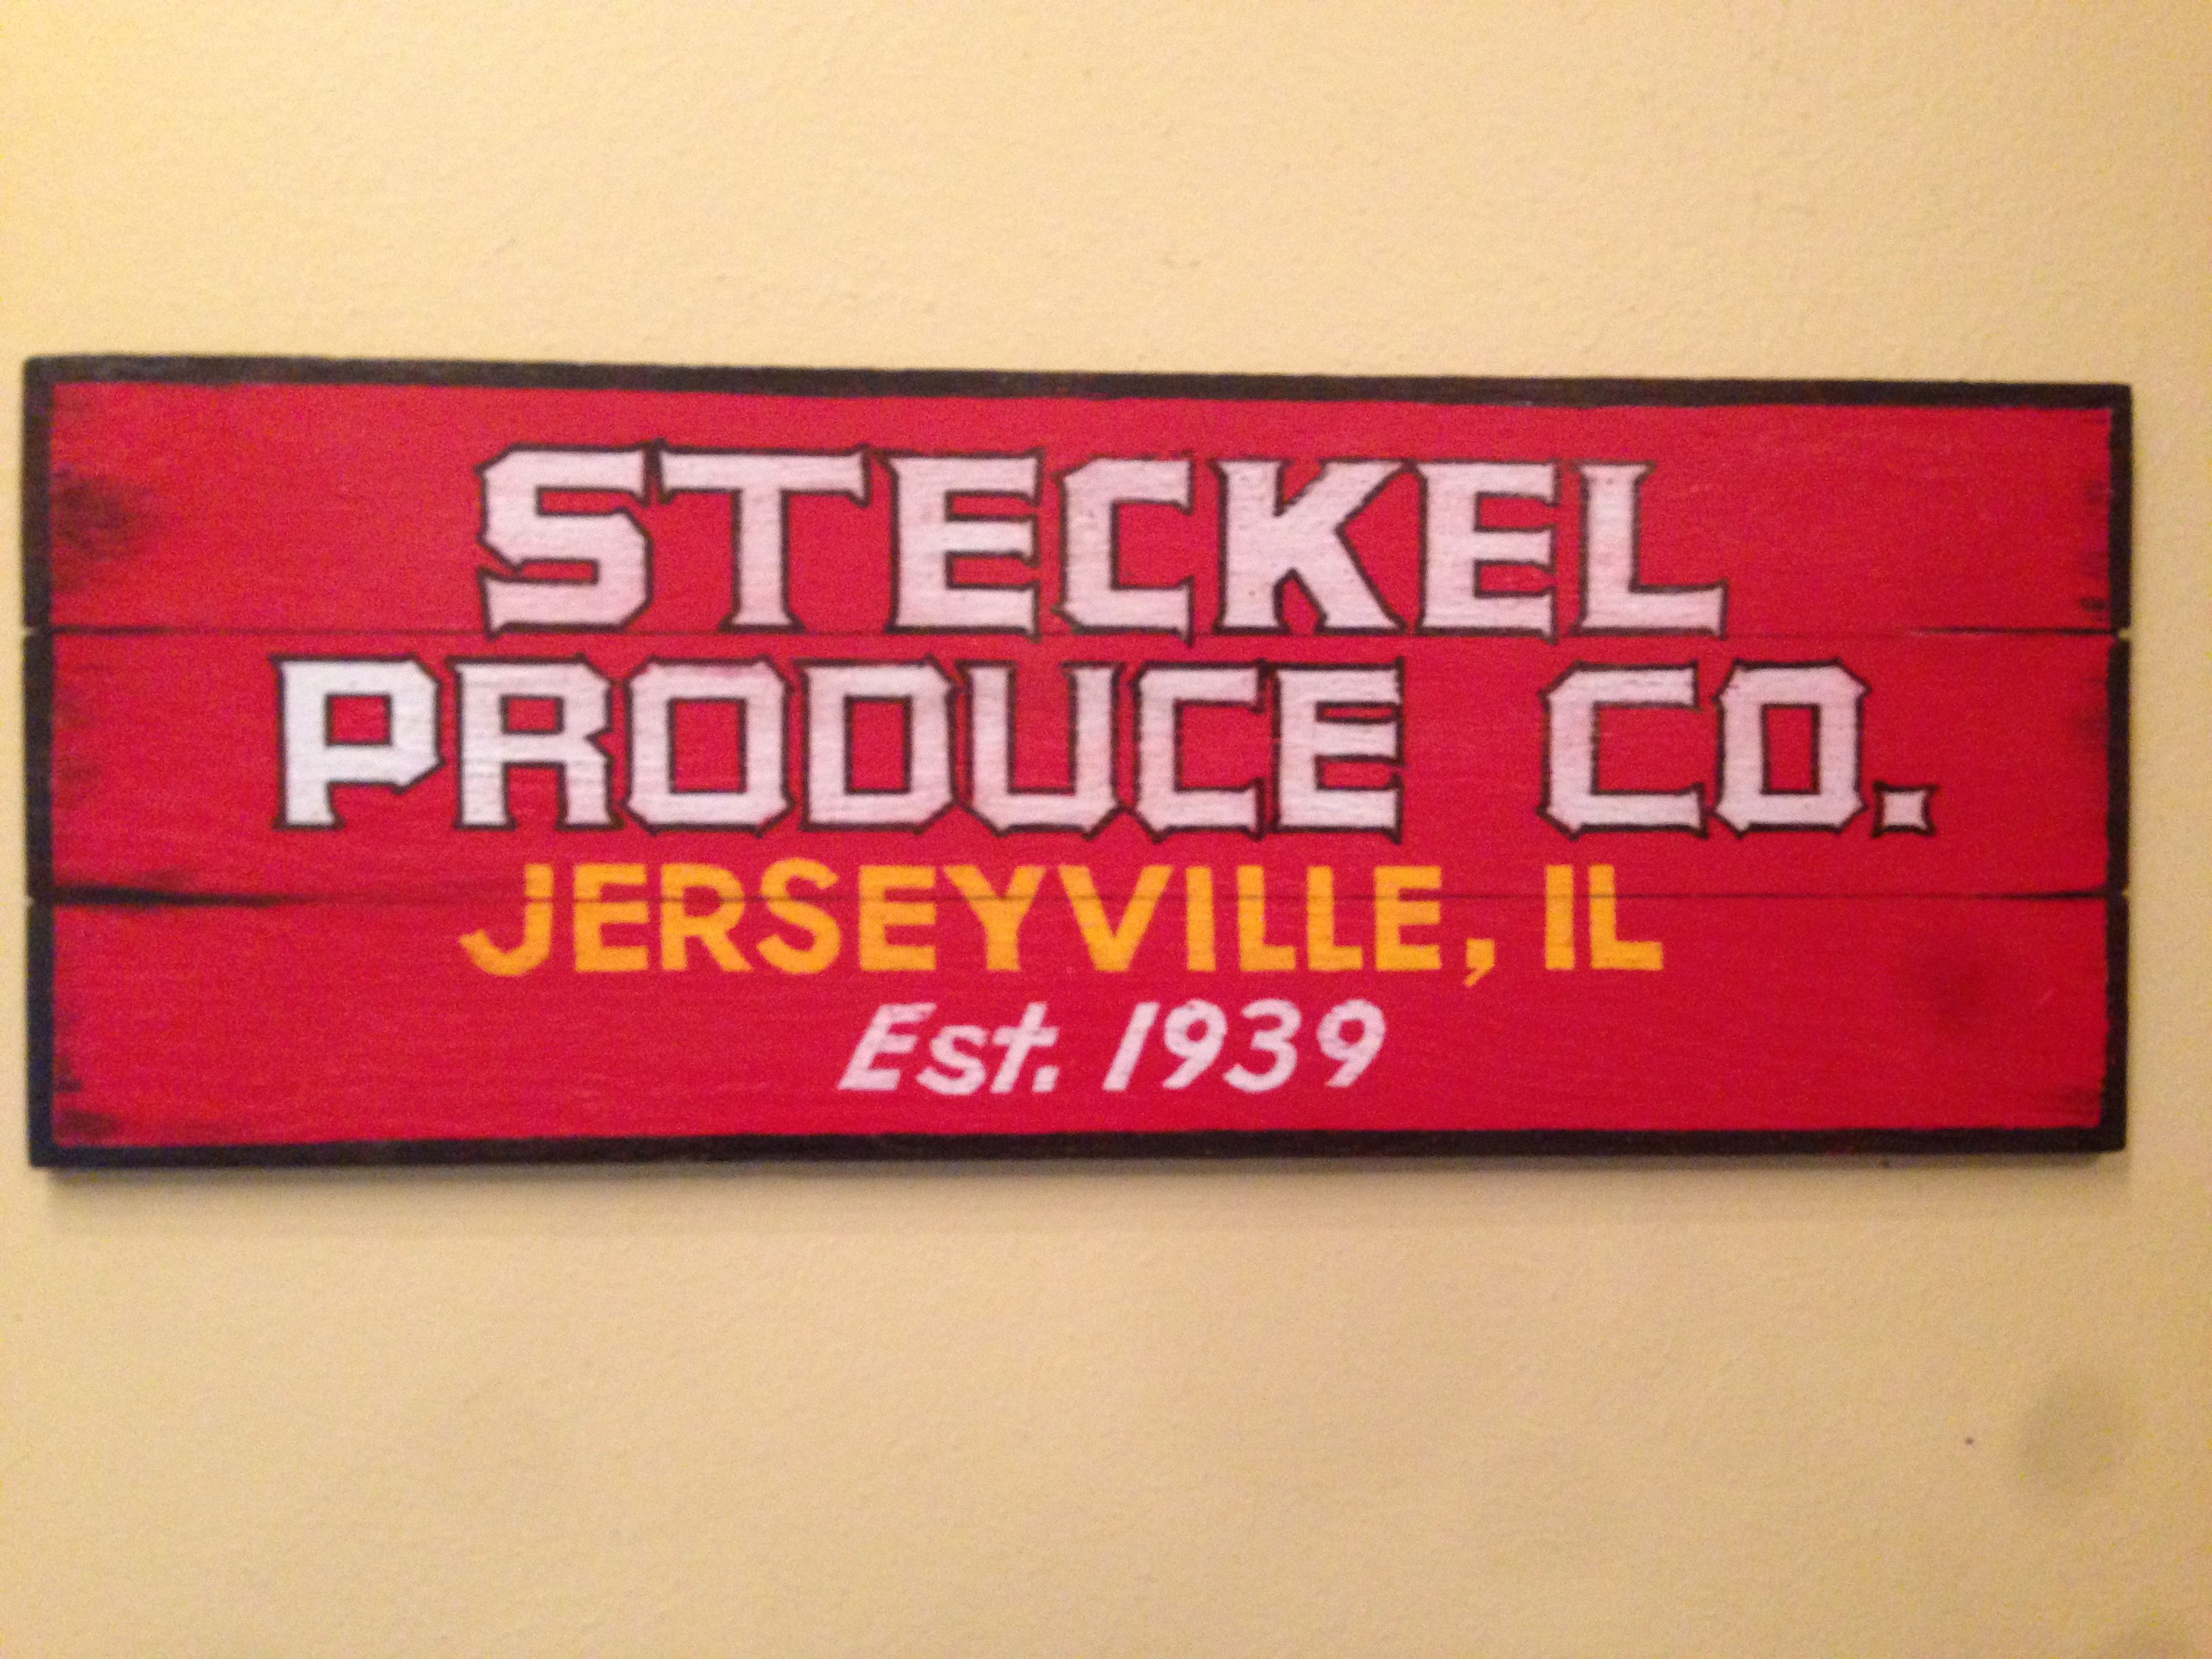 STECKEL
PRODUCE CO.
JERSEYVILLE, IL
Est. 1939